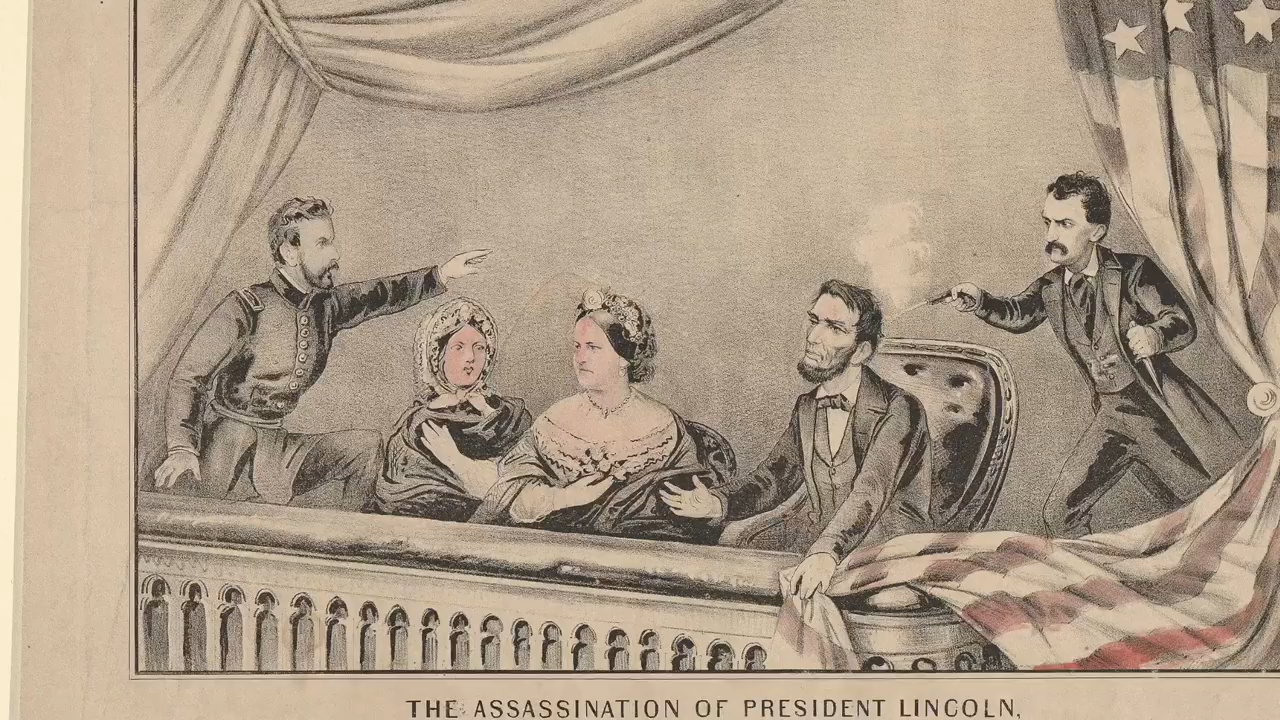 THE ASSASSINATION OF PRESIDENT LINCOLN,